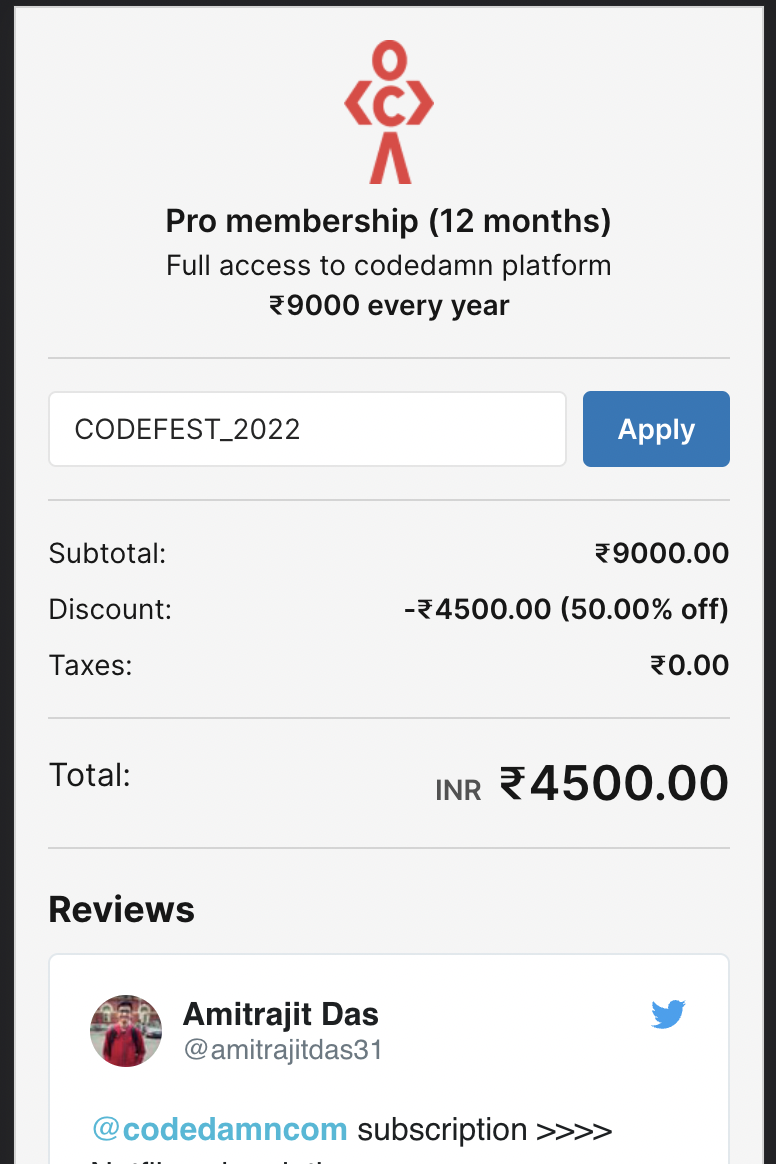 Pro membership (12 months)
Full access to codedamn platform
₹9000 every year
CODEFEST_2022
Apply
Subtotal: ₹9000.00
Discount: -₹4500.00 (50.00% off)
Taxes: ₹0.00
Total: INR ₹4500.00
Reviews
Amitrajit Das
@amitrajitdas31
@codedamncom subscription >>>>